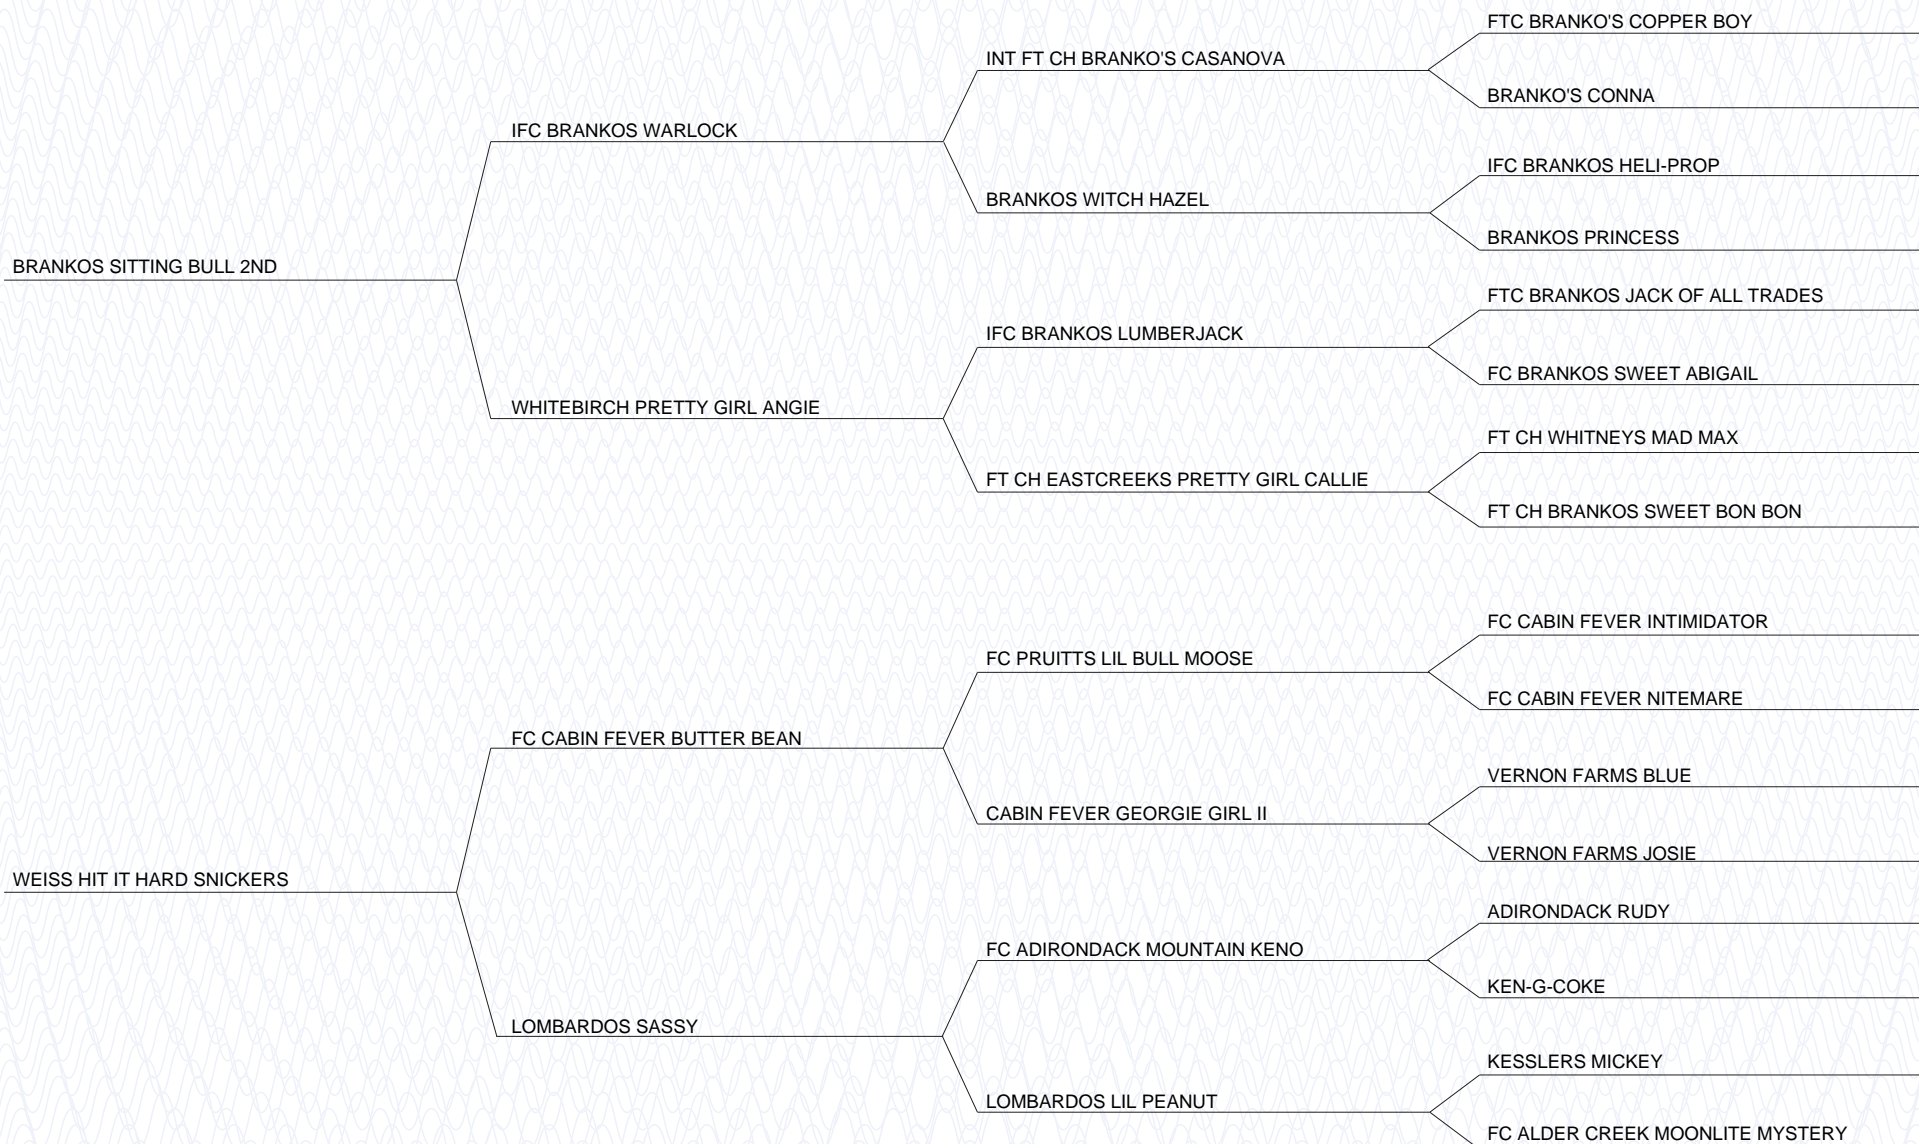 FTC BRANKO'S COPPER BOY
INT FT CH BRANKO'S CASANOVA
BRANKO'S CONNA
IFC BRANKOS WARLOCK
IFC BRANKOS HELI-PROP
BRANKOS WITCH HAZEL
BRANKOS PRINCESS
BRANKOS SITTING BULL 2ND
FTC BRANKOS JACK OF ALL TRADES
IFC BRANKOS LUMBERJACK
FC BRANKOS SWEET ABIGAIL
WHITEBIRCH PRETTY GIRL ANGIE
FT CH WHITNEYS MAD MAX
FT CH EASTCREEKS PRETTY GIRL CALLIE
FT CH BRANKOS SWEET BON BON
FC CABIN FEVER INTIMIDATOR
FC PRUITTS LIL BULL MOOSE
FC CABIN FEVER NITEMARE
FC CABIN FEVER BUTTER BEAN
VERNON FARMS BLUE
CABIN FEVER GEORGIE GIRL II
VERNON FARMS JOSIE
WEISS HIT IT HARD SNICKERS
ADIRONDACK RUDY
FC ADIRONDACK MOUNTAIN KENO
KEN-G-COKE
LOMBARDOS SASSY
KESSLERS MICKEY
LOMBARDOS LIL PEANUT
FC ALDER CREEK MOONLITE MYSTERY